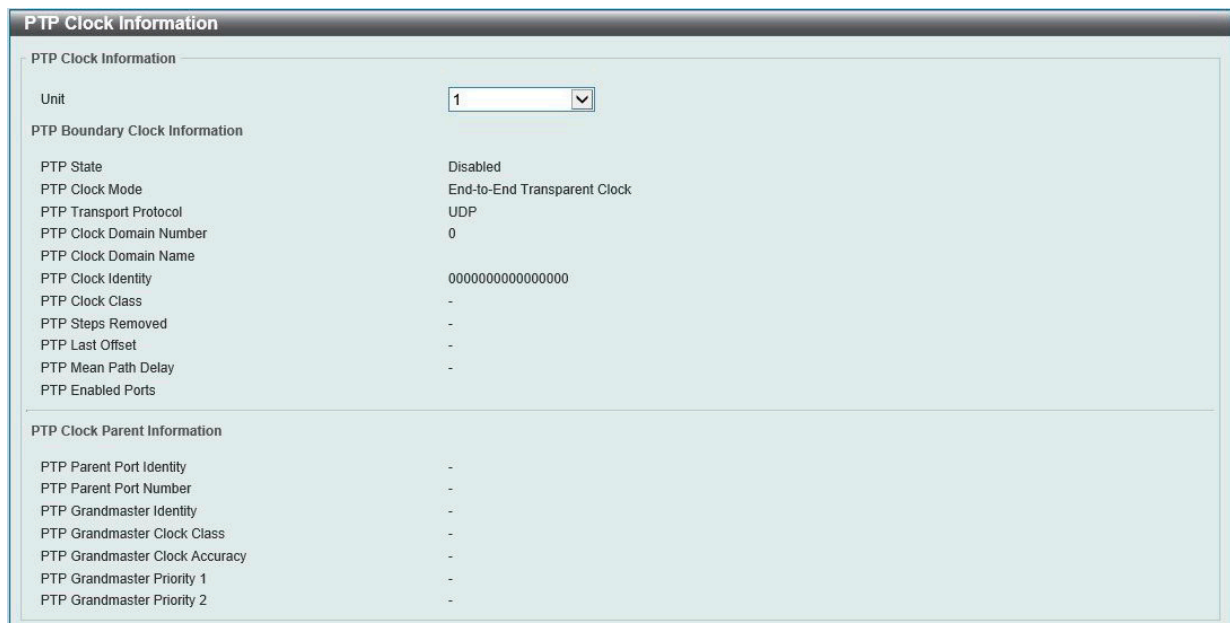 PTP Clock Information
PTP Clock Information
Unit 1
PTP Boundary Clock Information
PTP State Disabled
PTP Clock Mode End-to-End Transparent Clock
PTP Transport Protocol UDP
PTP Clock Domain Number 0
PTP Clock Domain Name
PTP Clock Identity 0000000000000000
PTP Clock Class -
PTP Steps Removed -
PTP Last Offset -
PTP Mean Path Delay -
PTP Enabled Ports
PTP Clock Parent Information
PTP Parent Port Identity -
PTP Parent Port Number -
PTP Grandmaster Identity -
PTP Grandmaster Clock Class -
PTP Grandmaster Clock Accuracy -
PTP Grandmaster Priority 1 -
PTP Grandmaster Priority 2 -